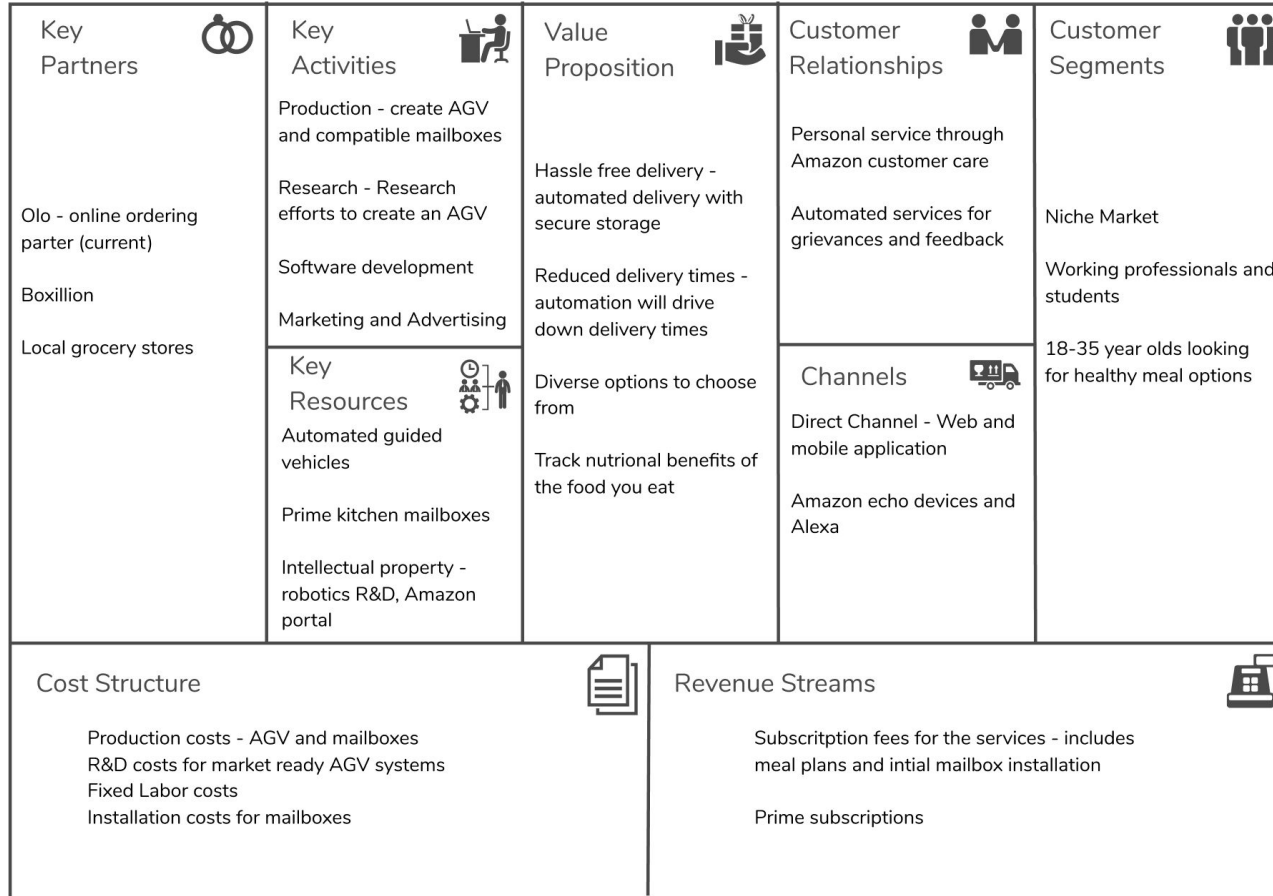 Key
Partners
Olo - online ordering
parter (current)
Boxillion
Local grocery stores
Key
Activities
Production - create AGV
and compatible mailboxes
Research - Research
efforts to create an AGV
Software development
Marketing and Advertising
Key
Resources
Automated guided
vehicles
Prime kitchen mailboxes
Intellectual property -
robotics R&D, Amazon
portal
Value
Proposition
Hassle free delivery -
automated delivery with
secure storage
Reduced delivery times -
automation will drive
down delivery times
Diverse options to choose
from
Track nutrional benefits of
the food you eat
Customer
Relationships
Personal service through
Amazon customer care
Automated services for
grievances and feedback
Channels
Direct Channel - Web and
mobile application
Amazon echo devices and
Alexa
Customer
Segments
Niche Market
Working professionals and
students
18-35 year olds looking
for healthy meal options
Cost Structure
Production costs - AGV and mailboxes
R&D costs for market ready AGV systems
Fixed Labor costs
Installation costs for mailboxes
Revenue Streams
Subscritption fees for the services - includes
meal plans and intial mailbox installation
Prime subscriptions